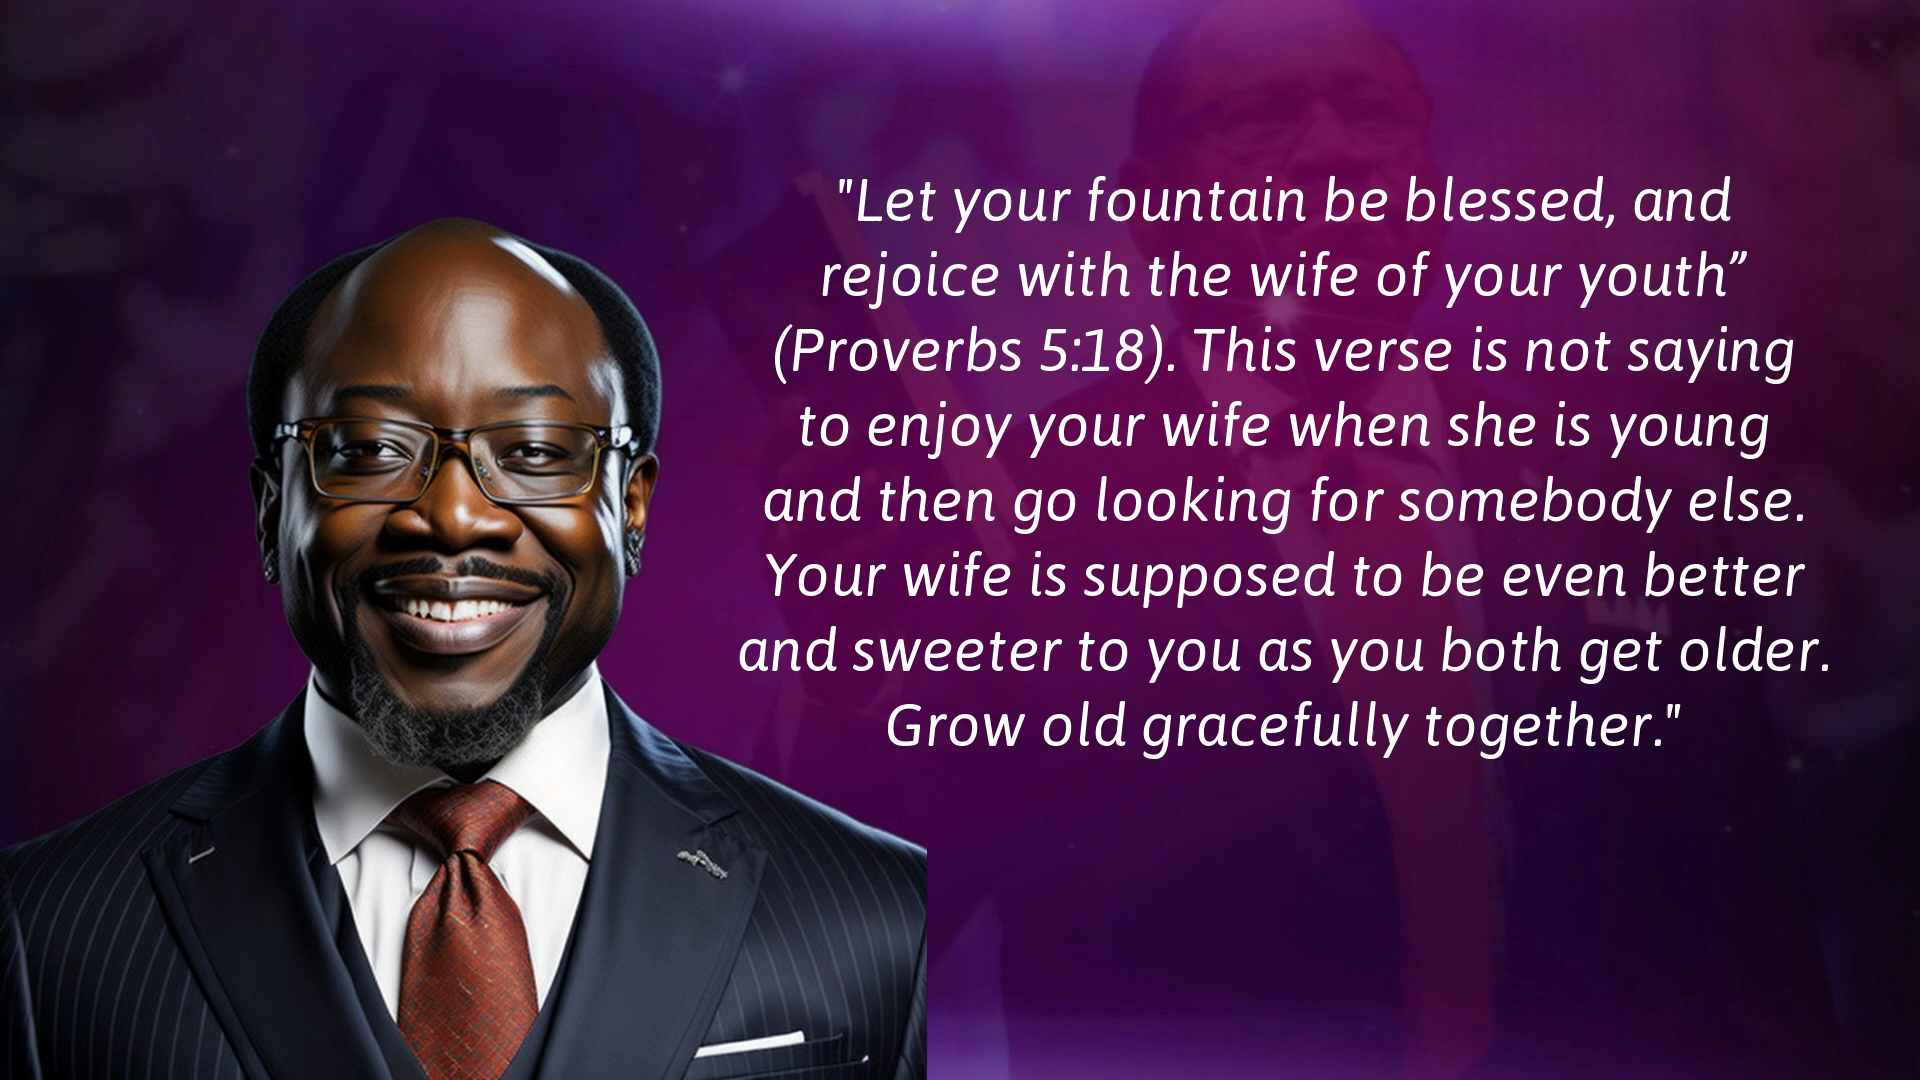 "Let your fountain be blessed, and
rejoice with the wife of your youth”
(Proverbs 5:18). This verse is not saying
to enjoy your wife when she is young
and then go looking for somebody else.
Your wife is supposed to be even better
and sweeter to you as you both get older.
Grow old gracefully together."